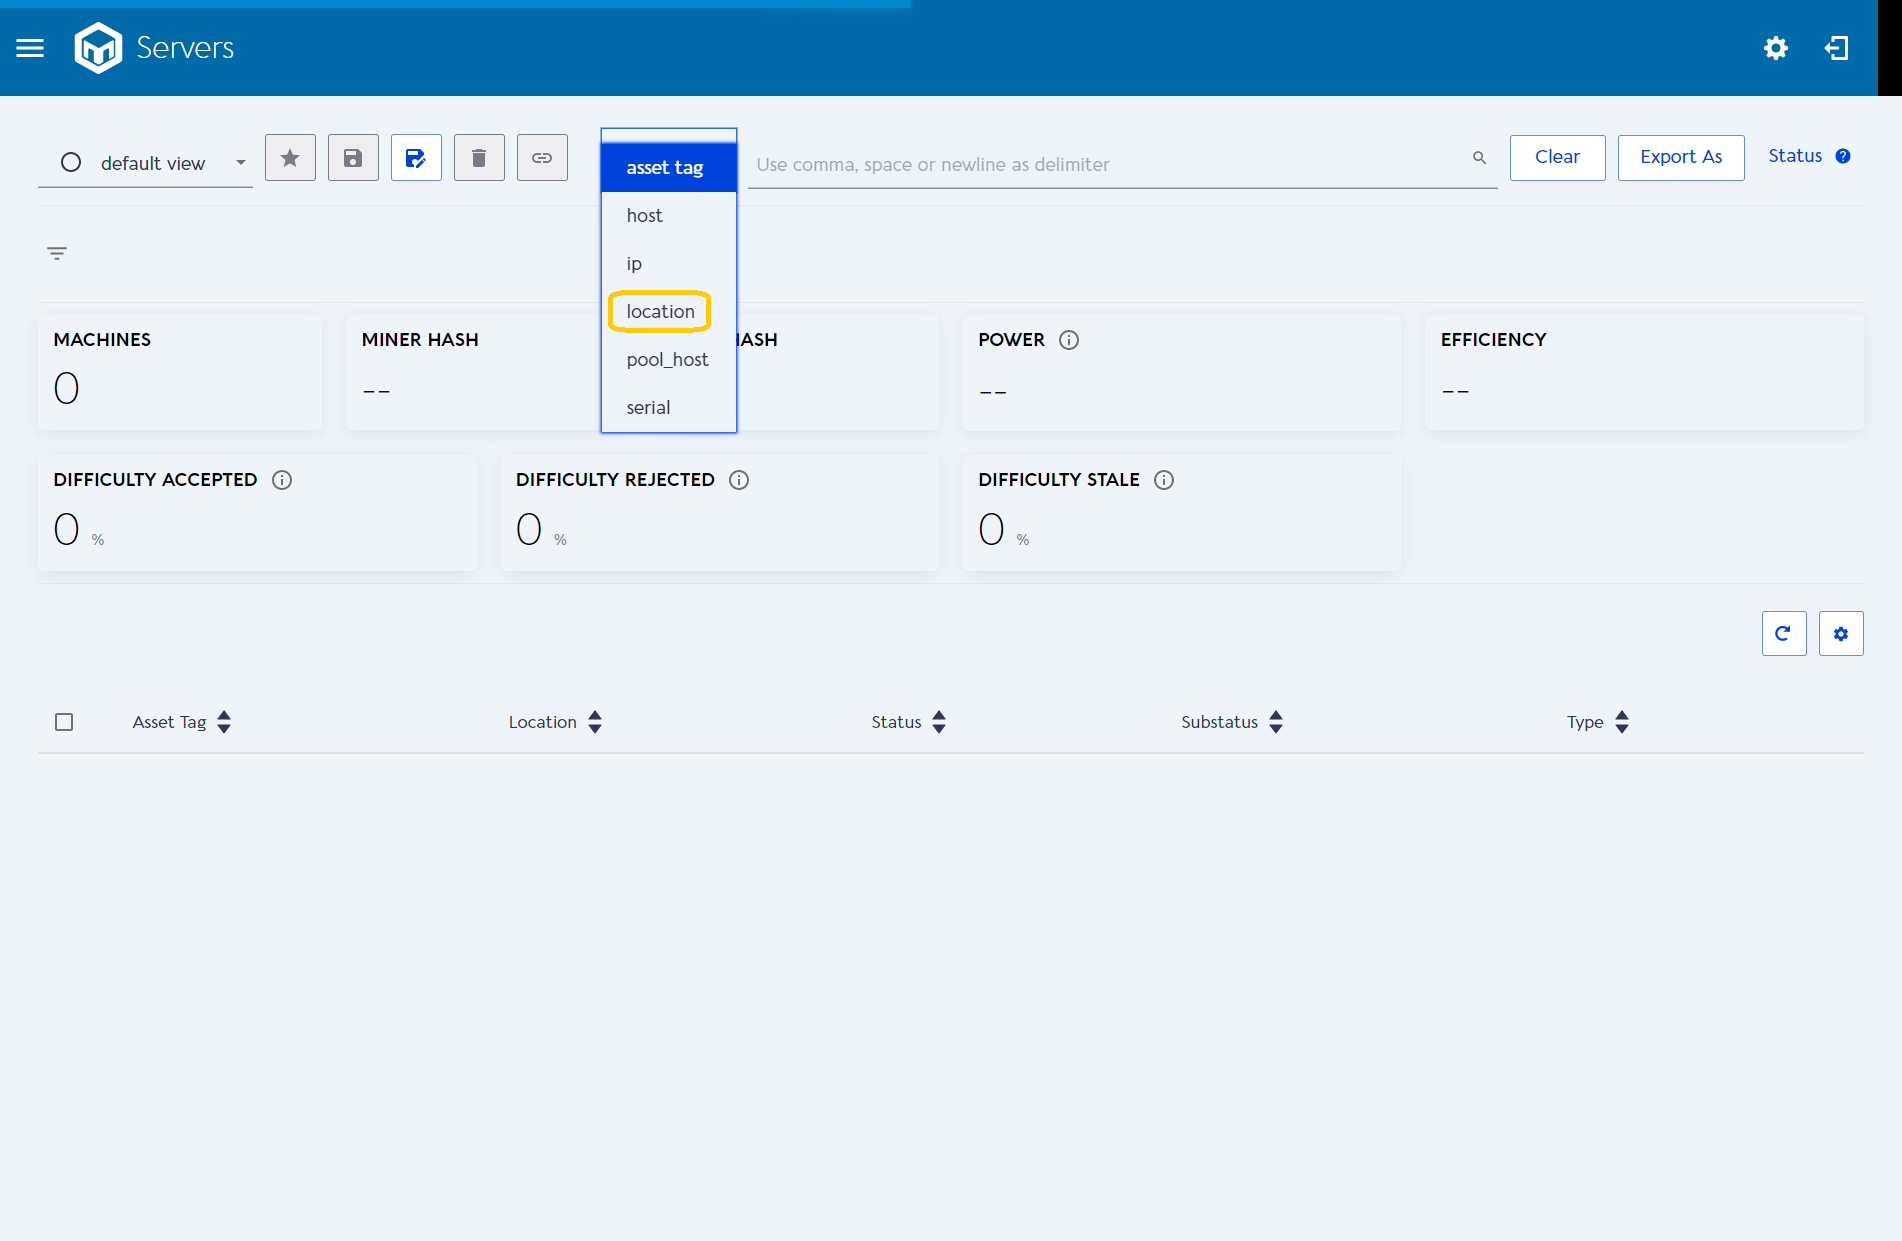 Servers
default view
asset tag
Use comma, space or newline as delimiter
Clear
Export As
Status
host
ip
location
pool_host
serial
MACHINES
0
MINER HASH
--
HASH
POWER
--
EFFICIENCY
--
DIFFICULTY ACCEPTED
0 %
DIFFICULTY REJECTED
0 %
DIFFICULTY STALE
0 %
Asset Tag
Location
Status
Substatus
Type